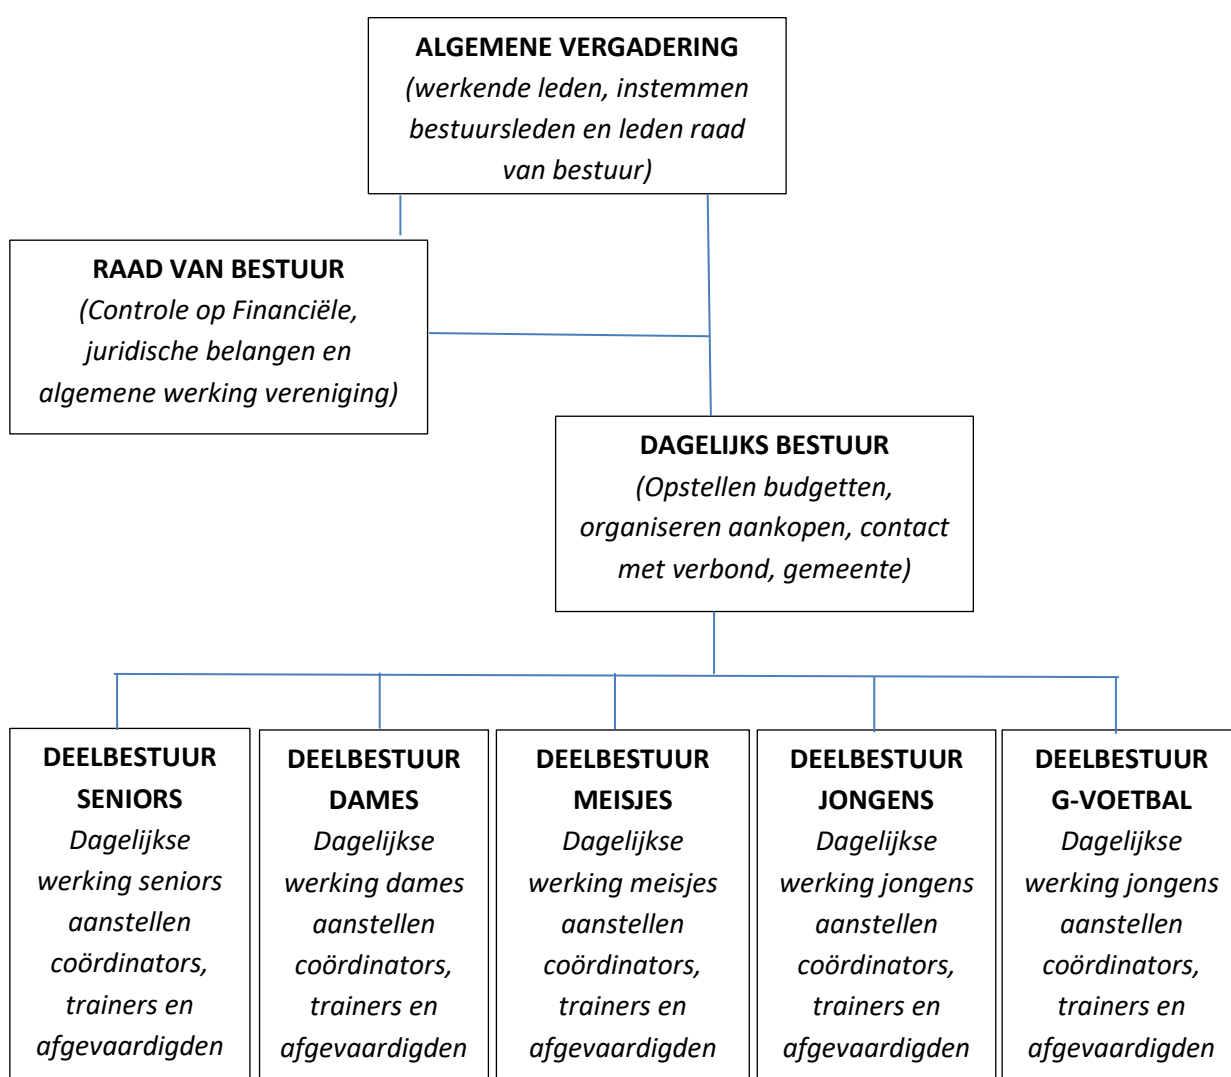 ALGEMENE VERGADERING
(werkende leden, instemmen
bestuursleden en leden raad
van bestuur)
RAAD VAN BESTUUR
(Controle op Financiële,
juridische belangen en
algemene werking vereniging)
DAGELIJKS BESTUUR
(Opstellen budgetten,
organiseren aankopen, contact
met verbond, gemeente)
DEELBESTUUR
SENIORS
Dagelijkse
werking seniors
aanstellen
coördinators,
trainers en
afgevaardigden
DEELBESTUUR
DAMES
Dagelijkse
werking dames
aanstellen
coördinators,
trainers en
afgevaardigden
DEELBESTUUR
MEISJES
Dagelijkse
werking meisjes
aanstellen
coördinators,
trainers en
afgevaardigden
DEELBESTUUR
JONGENS
Dagelijkse
werking jongens
aanstellen
coördinators,
trainers en
afgevaardigden
DEELBESTUUR
G-VOETBAL
Dagelijkse
werking jongens
aanstellen
coördinators,
trainers en
afgevaardigden